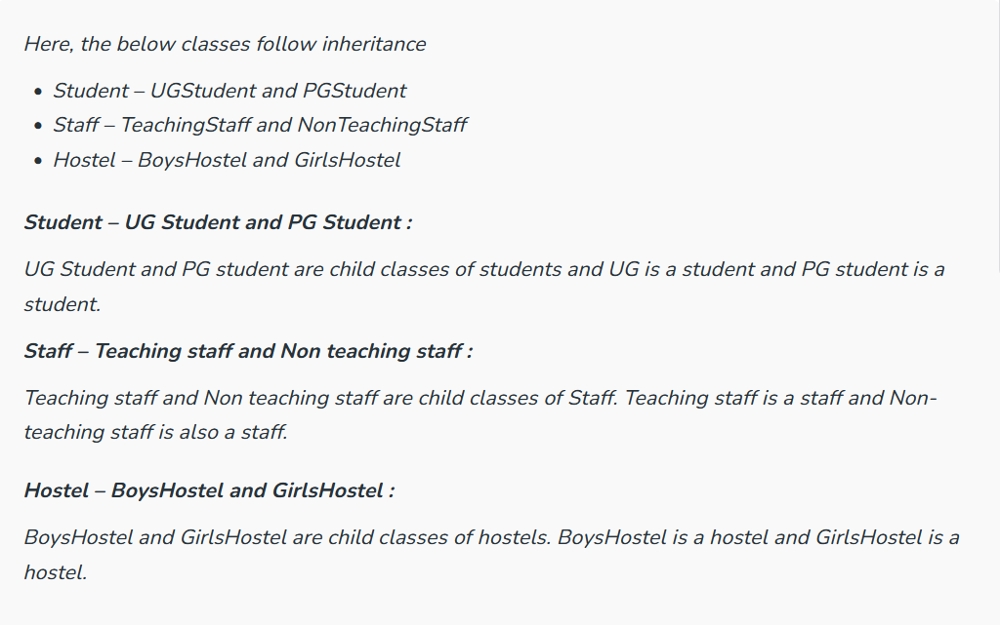 Here, the below classes follow inheritance
• Student – UGStudent and PGStudent
• Staff – TeachingStaff and NonTeachingStaff
• Hostel – BoysHostel and GirlsHostel
Student – UG Student and PG Student :
UG Student and PG student are child classes of students and UG is a student and PG student is a
student.
Staff – Teaching staff and Non teaching staff :
Teaching staff and Non teaching staff are child classes of Staff. Teaching staff is a staff and Non-
teaching staff is also a staff.
Hostel – BoysHostel and GirlsHostel :
BoysHostel and GirlsHostel are child classes of hostels. BoysHostel is a hostel and GirlsHostel is a
hostel.